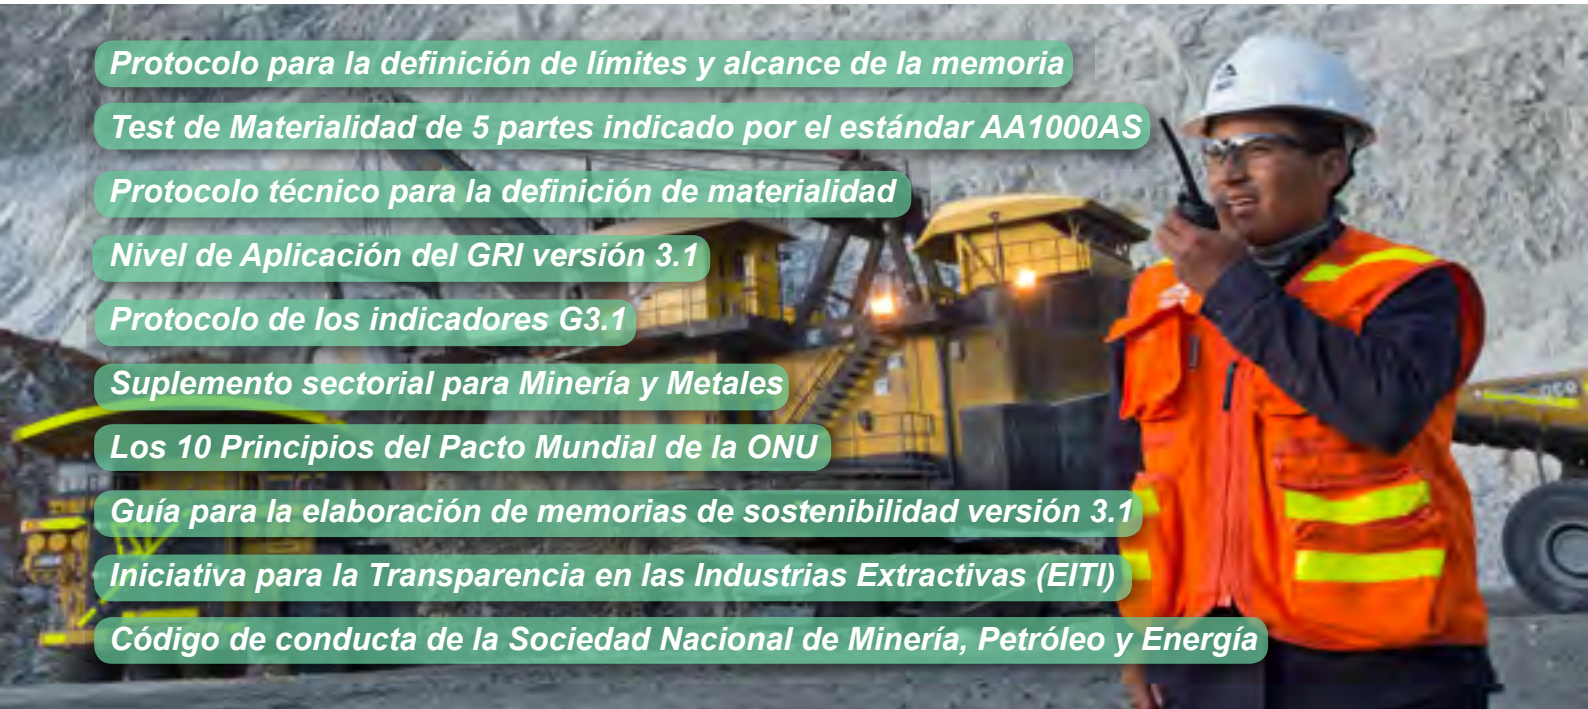 Protocolo para la definición de límites y alcance de la memoria
Test de Materialidad de 5 partes indicado por el estándar AA1000AS
Protocolo técnico para la definición de materialidad
Nivel de Aplicación del GRI versión 3.1
Protocolo de los indicadores G3.1
Suplemento sectorial para Minería y Metales
Los 10 Principios del Pacto Mundial de la ONU
Guía para la elaboración de memorias de sostenibilidad versión 3.1
Iniciativa para la Transparencia en las Industrias Extractivas (EITI)
Código de conducta de la Sociedad Nacional de Minería, Petróleo y Energía